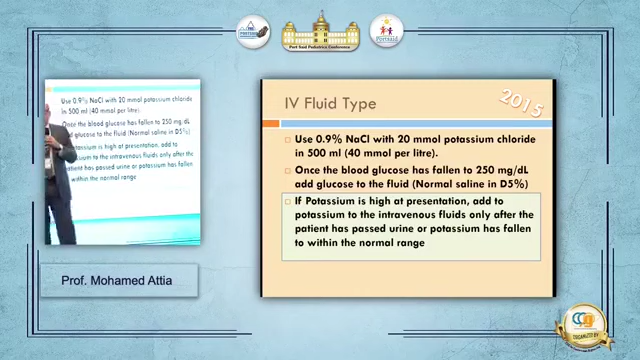 Port Said Pediatrics Conference
Portsaid
Use 0.9% NaCl with 20 mmol potassium chloride
in 500 ml (40 mmol per litre).
Once the blood glucose has fallen to 250 mg/dL
add glucose to the fluid (Normal saline in D5%)
Potassium is high at presentation, add to
potassium to the intravenous fluids only after the
patient has passed urine or potassium has fallen
to within the normal range
Prof. Mohamed Attia
IV Fluid Type
2015
Use 0.9% NaCl with 20 mmol potassium chloride
in 500 ml (40 mmol per litre).
Once the blood glucose has fallen to 250 mg/dL
add glucose to the fluid (Normal saline in D5%)
If Potassium is high at presentation, add to
potassium to the intravenous fluids only after the
patient has passed urine or potassium has fallen
to within the normal range
ORGANIZED BY